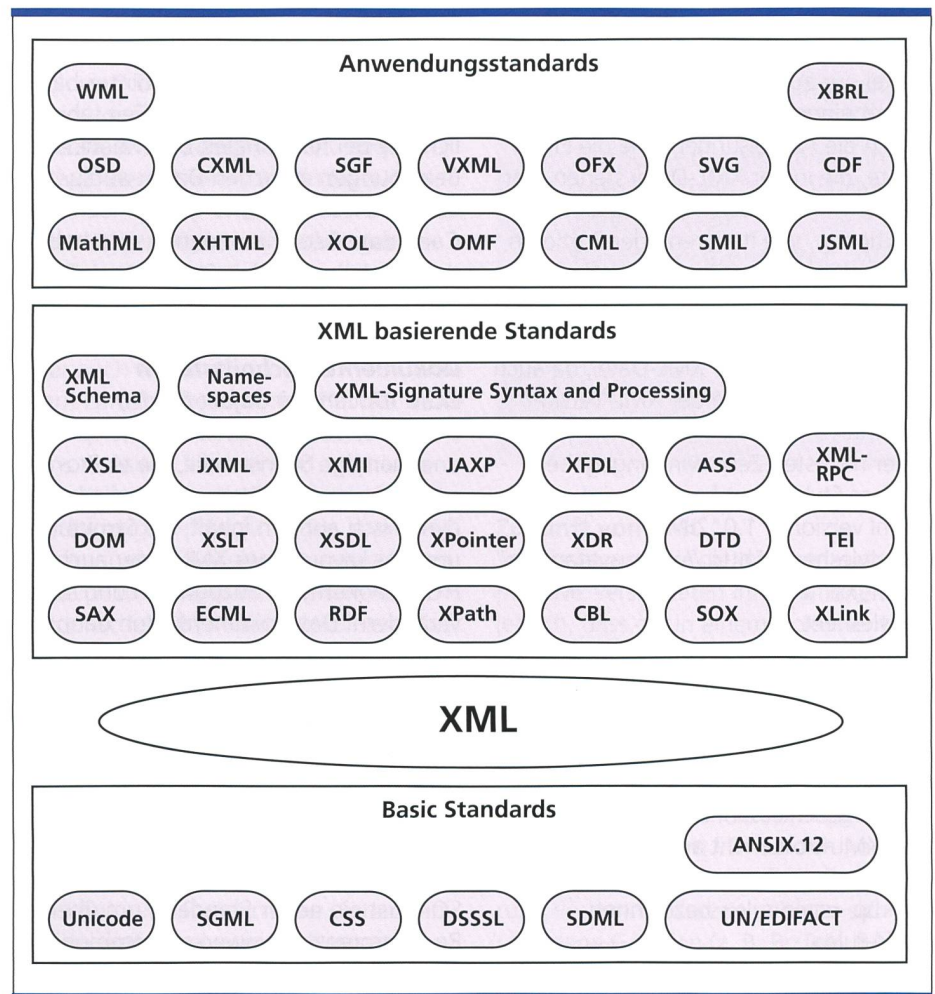 Anwendungsstandards
WML XBRL
OSD CXML SGF VXML OFX SVG CDF
MathML XHTML XOL OMF CML SMIL JSML
XML basierende Standards
XML Schema Name-spaces XML-Signature Syntax and Processing
XSL UXML XMI JAXP XFDL ASS XML-RPC
DOM XSLT XSDL XPointer XDR DTD TEI
SAX ECML RDF XPath CBL SOX XLink
XML
Basic Standards
ANSIX.12
Unicode SGML CSS DSSSL SDML UN/EDIFACT